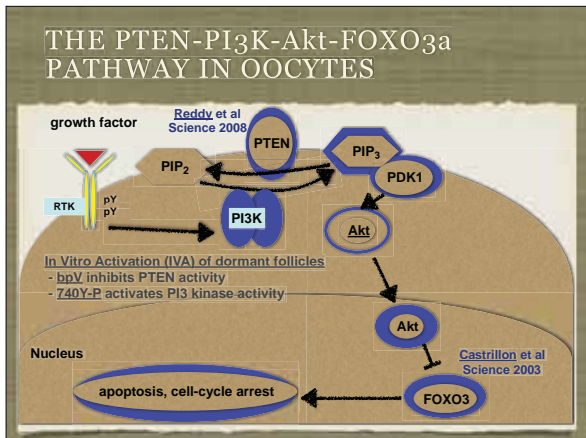 THE PTEN-PI3K-Akt-FOXO3a
PATHWAY IN OOCYTES
growth factor
Reddy et al
Science 2008
PTEN
PIP2
PIP3
PDK1
RTK
pY
pY
PI3K
Akt
In Vitro Activation (IVA) of dormant follicles
- bpV inhibits PTEN activity
- 740Y-P activates PI3 kinase activity
Akt
Nucleus
Castrillon et al
Science 2003
apoptosis, cell-cycle arrest
FOXO3